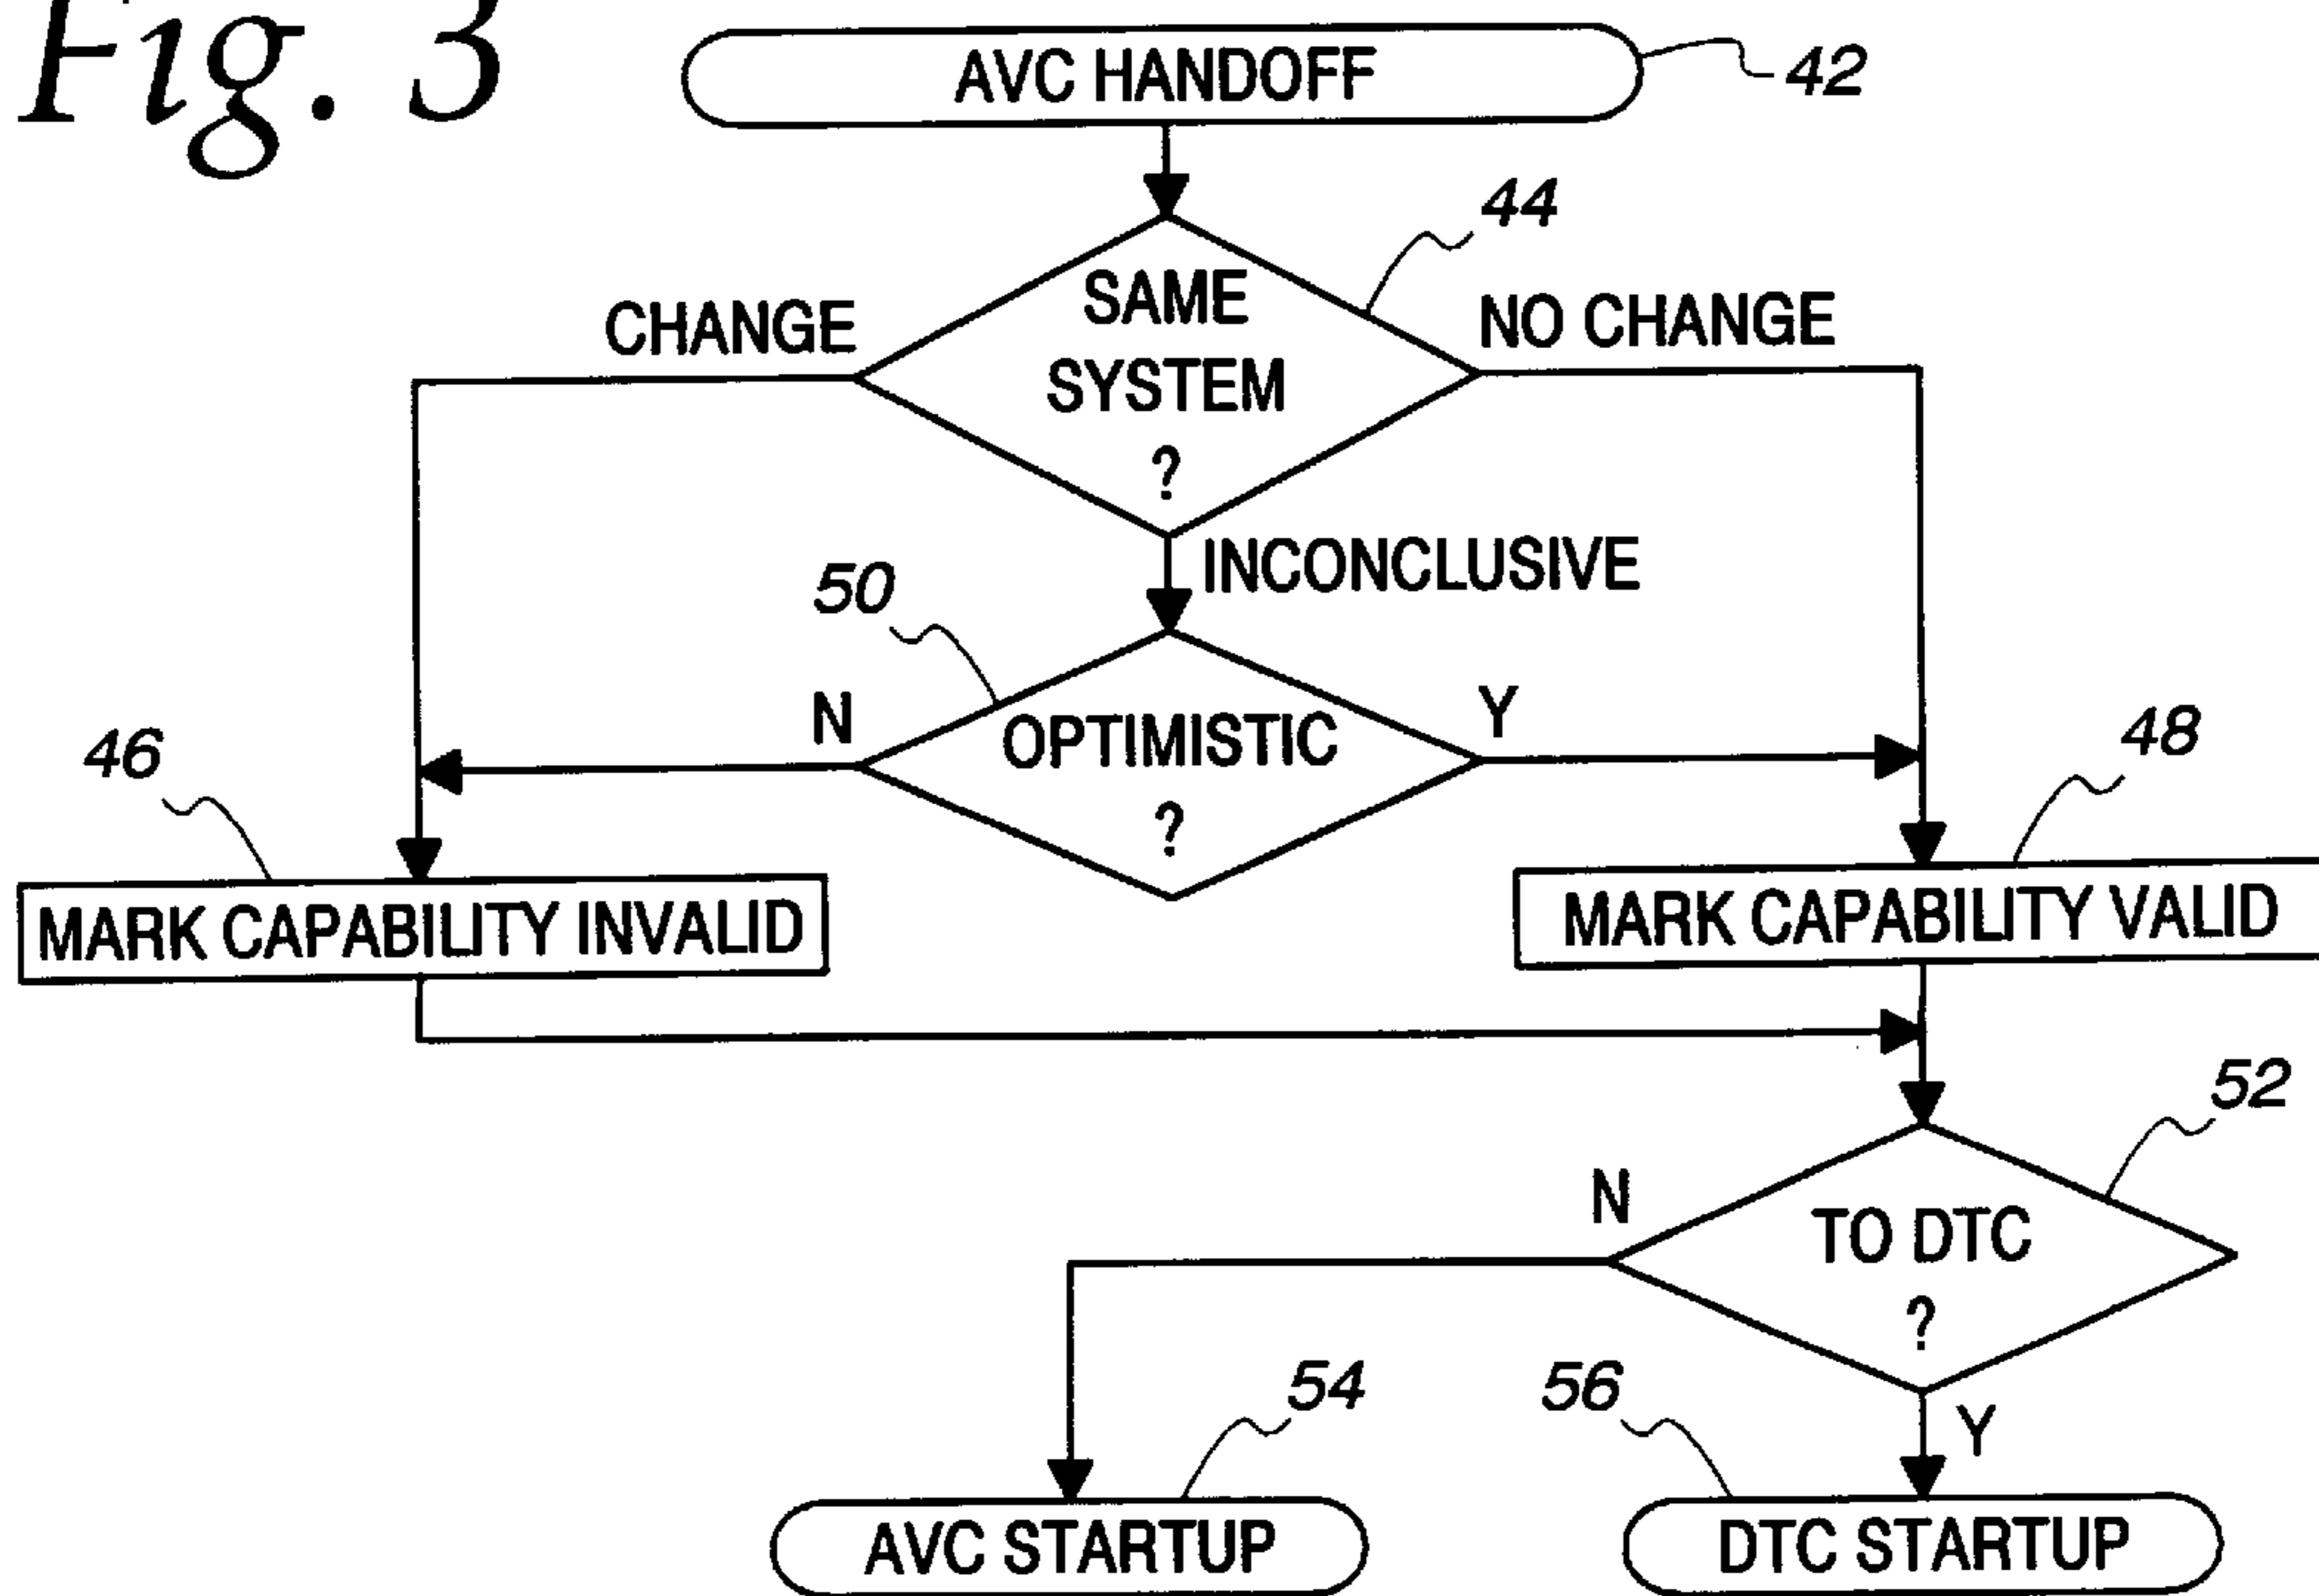 Fig. 3
AVC HANDOFF
42
44
SAME
SYSTEM
?
CHANGE
NO CHANGE
INCONCLUSIVE
50
OPTIMISTIC
?
N
Y
46
48
MARK CAPABILITY INVALID
MARK CAPABILITY VALID
52
TO DTC
?
N
Y
54
56
AVC STARTUP
DTC STARTUP